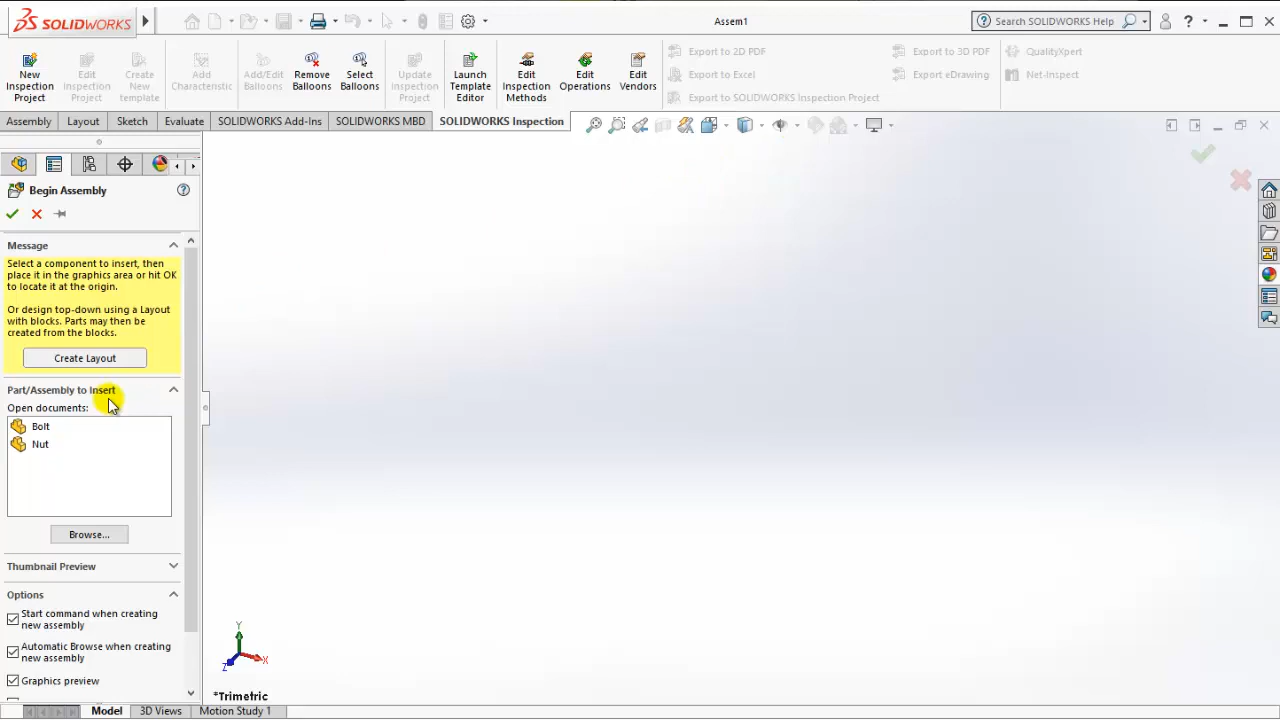 SOLIDWORKS
Assem1
Search SOLIDWORKS Help
New Inspection Project
Edit Inspection Project
Create New template
Add Characteristic
Add/Edit Balloons
Remove Balloons
Select Balloons
Update Inspection Project
Launch Template Editor
Edit Inspection Methods
Edit Operations
Edit Vendors
Export to 2D PDF
Export to Excel
Export to SOLIDWORKS Inspection Project
Export to 3D PDF
Export eDrawing
QualityXpert
Net-Inspect
Assembly
Layout
Sketch
Evaluate
SOLIDWORKS Add-Ins
SOLIDWORKS MBD
SOLIDWORKS Inspection
Begin Assembly
Message
Select a component to insert, then
place it in the graphics area or hit OK
to locate it at the origin.
Or design top-down using a Layout
with blocks. Parts may then be
created from the blocks.
Create Layout
Part/Assembly to Insert
Open documents:
Bolt
Nut
Browse...
Thumbnail Preview
Options
Start command when creating
new assembly
Automatic Browse when creating
new assembly
Graphics preview
Y
X
Z
*Trimetric
Model
3D Views
Motion Study 1